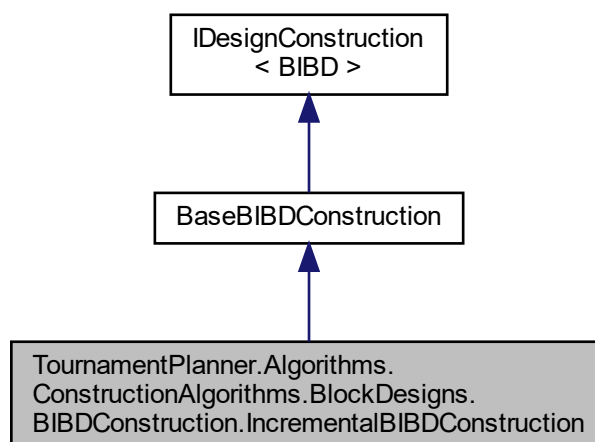 IDesignConstruction
< BIBD >
BaseBIBDConstruction
TournamentPlanner.Algorithms.
ConstructionAlgorithms.BlockDesigns.
BIBDConstruction.IncrementalBIBDConstruction